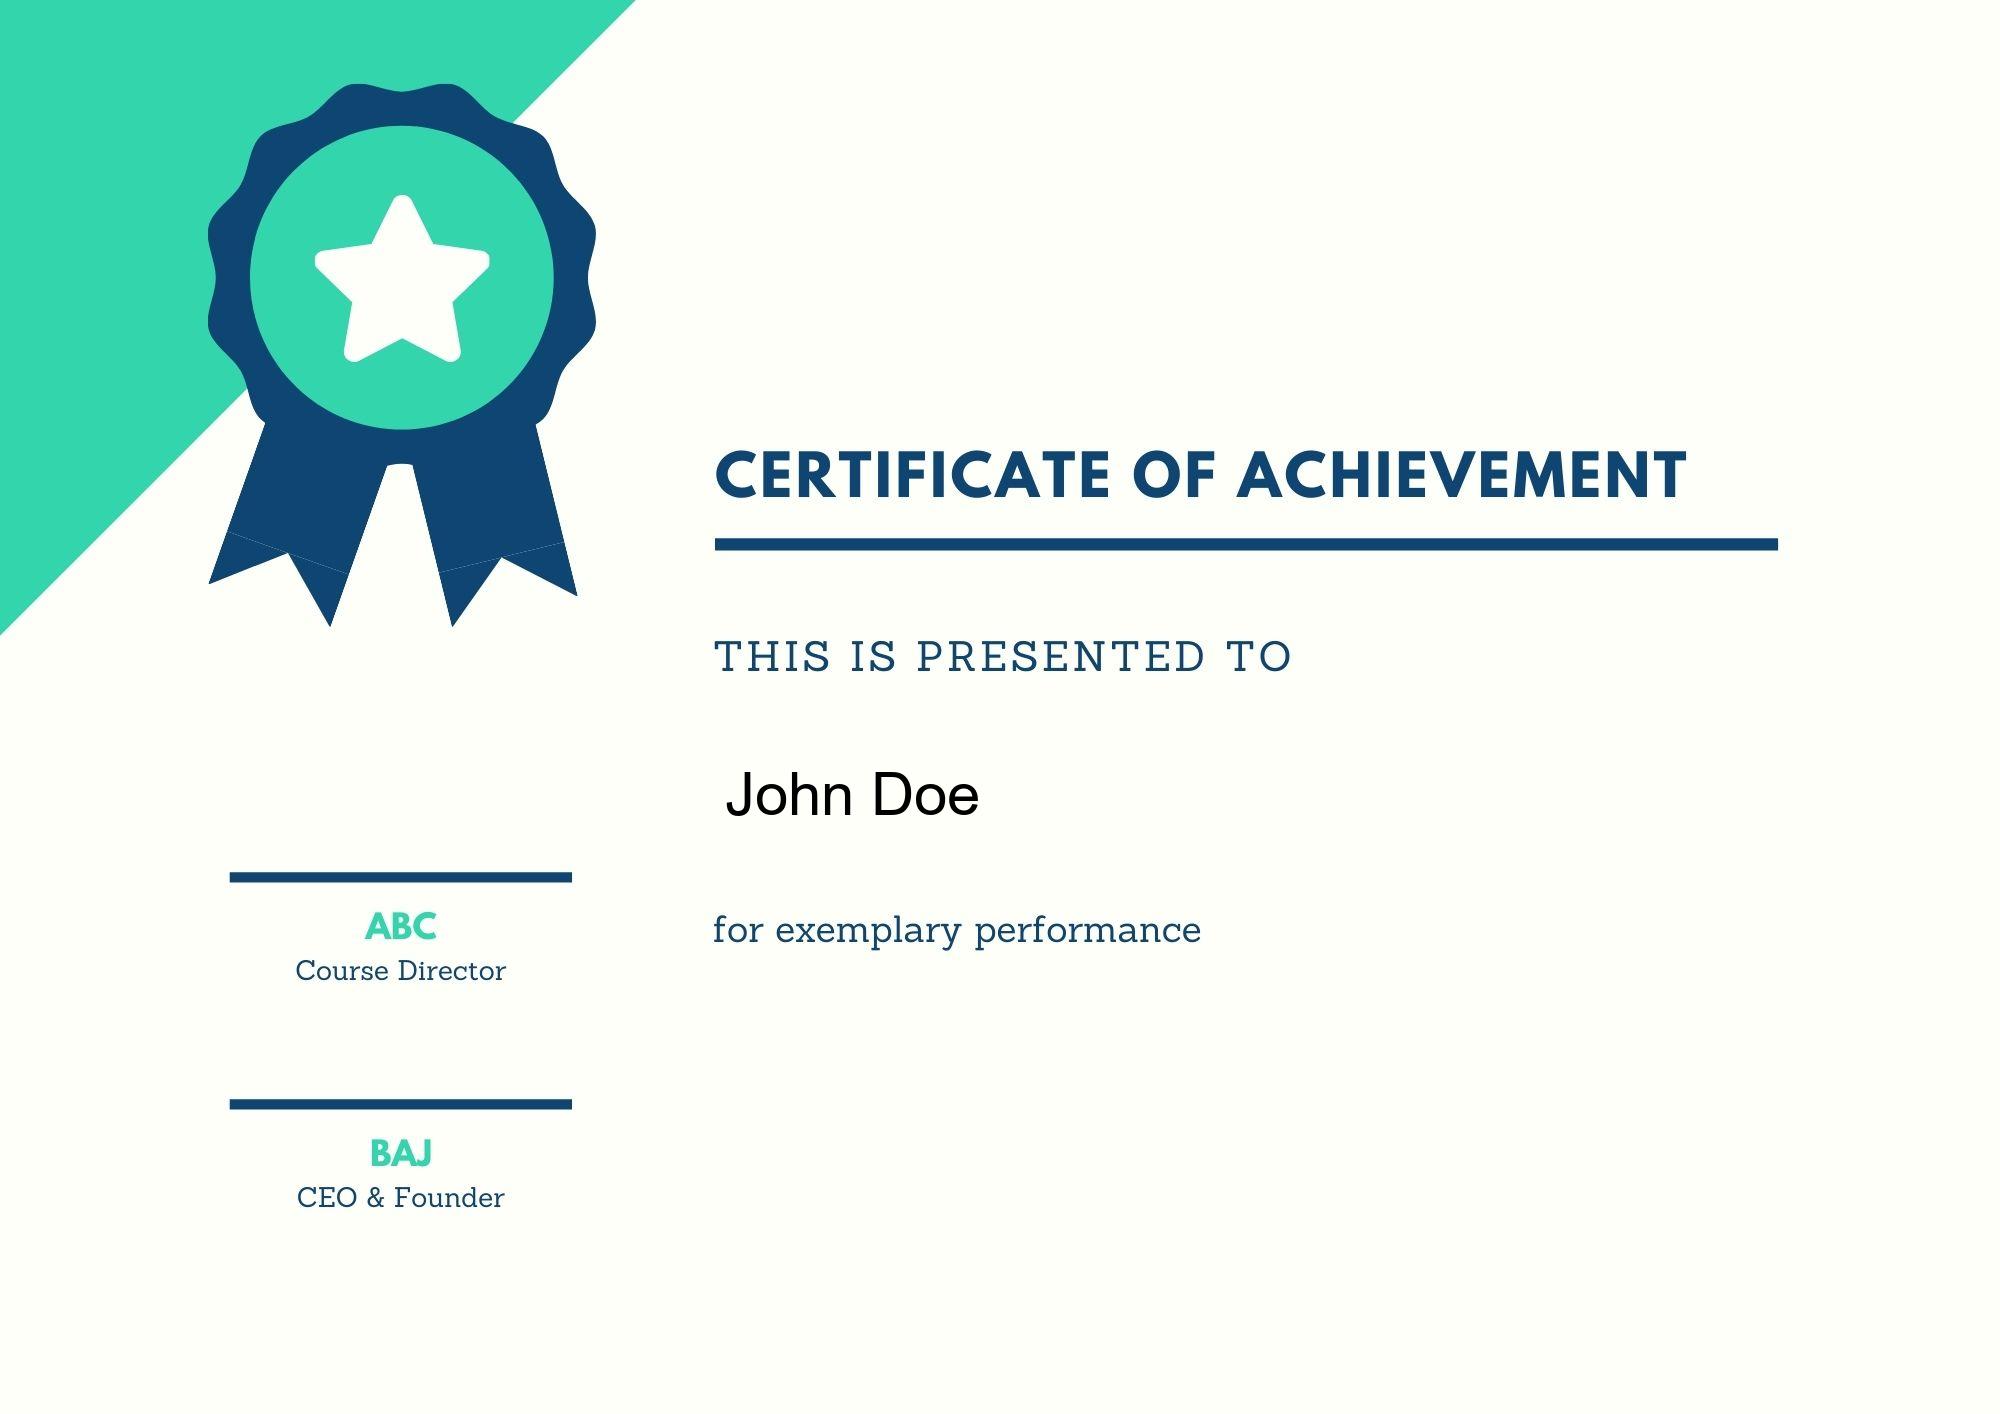 CERTIFICATE OF ACHIEVEMENT
THIS IS PRESENTED TO
John Doe
for exemplary performance
ABC
Course Director
BAJ
CEO & Founder